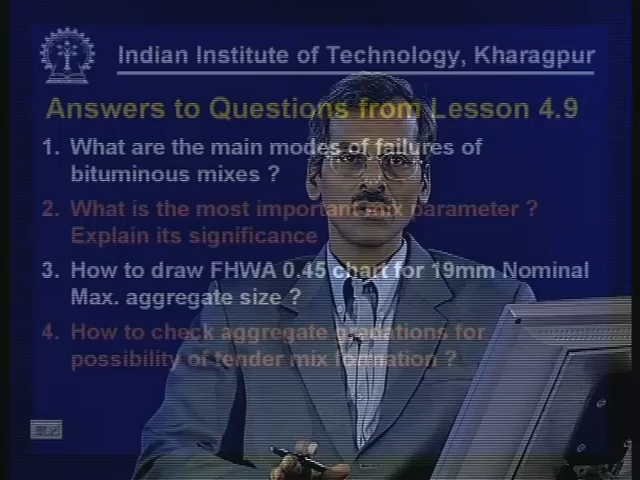 Indian Institute of Technology, Kharagpur
Answers to Questions from Lesson 4.9
1. What are the main modes of failures of
bituminous mixes ?
2. What is the most important mix parameter ?
Explain its significance
3. How to draw FHWA 0.45 chart for 19mm Nominal
Max. aggregate size ?
4. How to check aggregate gradations for
possibility of tender mix formation ?